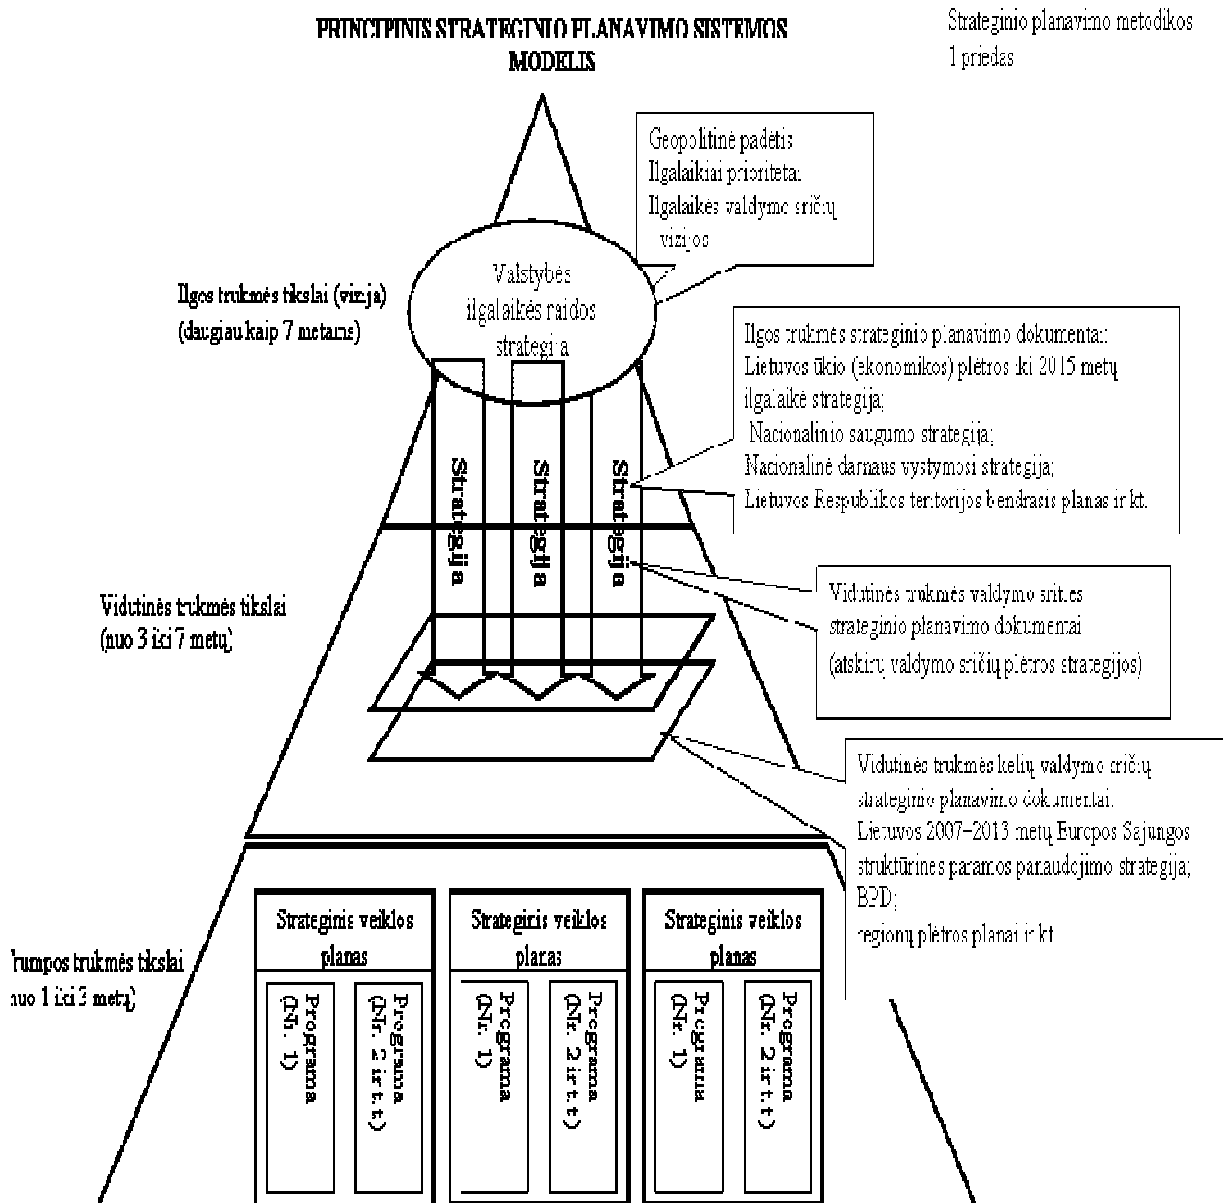 PRINCIPINIS STRATEGINIO PLANAVIMO SISTEMOS
MODELIS
Strateginio planavimo metodikos
1 priedas
Geopolitinė padėtis
Ilgalaikiai prioritetai
Ilgalaikės valdymo sričių
vizijos
Valstybės
ilgalaikės raidos
strategija
Ilgos trukmės tikslai (vizija)
(daugiau kaip 7 metams)
Ilgos trukmės strateginio planavimo dokumentai:
Lietuvos ūkio (ekonomikos) plėtros iki 2015 metų
ilgalaikė strategija;
Nacionalinio saugumo strategija;
Nacionalinė darnaus vystymosi strategija;
Lietuvos Respublikos teritorijos bendrasis planas ir kt.
Strategija
Strategija
Strategija
Vidutinės trukmės tikslai
(nuo 3 iki 7 metų)
Vidutinės trukmės valdymo srities
strateginio planavimo dokumentai
(atskirų valdymo sričių plėtros strategijos)
Vidutinės trukmės kelių valdymo sričių
strateginio planavimo dokumentai:
Lietuvos 2007–2013 metų Europos Sąjungos
struktūrinės paramos panaudojimo strategija;
BPD;
regionų plėtros planai ir kt
Strateginis veiklos
planas
Strateginis veiklos
planas
Strateginis veiklos
planas
Trumpos trukmės tikslai
nuo 1 iki 3 metų)
Programa
(Nr. 1)
Programa
(Nr. 2 ir t.t)
Programa
(Nr. 1)
Programa
(Nr. 2 ir t.t)
Programa
(Nr. 1)
Programa
(Nr. 2 ir t.t)